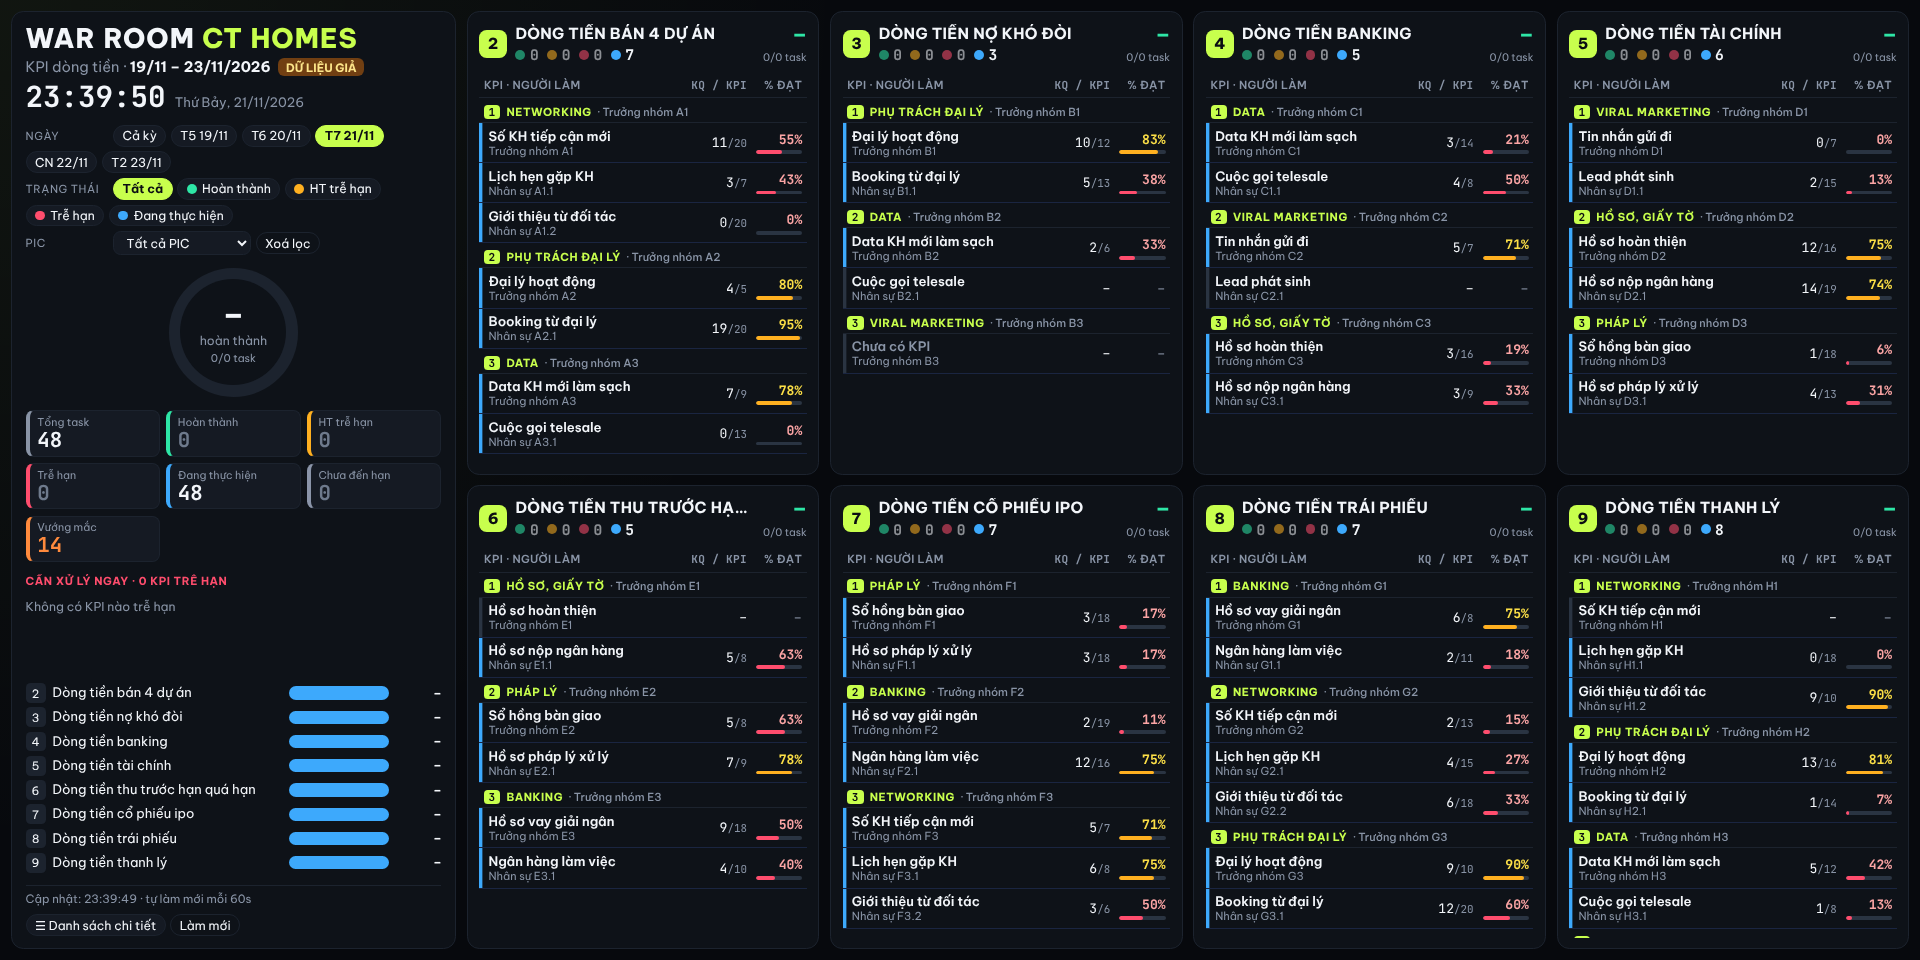 WAR ROOM CT HOMES
KPI dòng tiền · 19/11 – 23/11/2026 DỮ LIỆU GIẢ
23:39:50 Thứ Bảy, 21/11/2026
NGÀY Cả kỳ T5 19/11 T6 20/11 T7 21/11
CN 22/11 T2 23/11
TRẠNG THÁI Tất cả Hoàn thành HT trễ hạn
Trễ hạn Đang thực hiện
PIC Tất cả PIC Xoá lọc
–
hoàn thành
0/0 task
Tổng task Hoàn thành HT trễ hạn
48 0 0
Trễ hạn Đang thực hiện Chưa đến hạn
0 48 0
Vướng mắc
14
CẦN XỬ LÝ NGAY · 0 KPI TRỄ HẠN
Không có KPI nào trễ hạn
2 Dòng tiền bán 4 dự án –
3 Dòng tiền nợ khó đòi –
4 Dòng tiền banking –
5 Dòng tiền tài chính –
6 Dòng tiền thu trước hạn quá hạn –
7 Dòng tiền cổ phiếu ipo –
8 Dòng tiền trái phiếu –
9 Dòng tiền thanh lý –
Cập nhật: 23:39:49 · tự làm mới mỗi 60s
☰ Danh sách chi tiết Làm mới
2 DÒNG TIỀN BÁN 4 DỰ ÁN –
0 0 0 7 0/0 task
KPI · NGƯỜI LÀM KQ / KPI % ĐẠT
1 NETWORKING · Trưởng nhóm A1
Số KH tiếp cận mới 11/20 55%
Trưởng nhóm A1
Lịch hẹn gặp KH 3/7 43%
Nhân sự A1.1
Giới thiệu từ đối tác 0/20 0%
Nhân sự A1.2
2 PHỤ TRÁCH ĐẠI LÝ · Trưởng nhóm A2
Đại lý hoạt động 4/5 80%
Trưởng nhóm A2
Booking từ đại lý 19/20 95%
Nhân sự A2.1
3 DATA · Trưởng nhóm A3
Data KH mới làm sạch 7/9 78%
Trưởng nhóm A3
Cuộc gọi telesale 0/13 0%
Nhân sự A3.1
3 DÒNG TIỀN NỢ KHÓ ĐÒI –
0 0 0 3 0/0 task
KPI · NGƯỜI LÀM KQ / KPI % ĐẠT
1 PHỤ TRÁCH ĐẠI LÝ · Trưởng nhóm B1
Đại lý hoạt động 10/12 83%
Trưởng nhóm B1
Booking từ đại lý 5/13 38%
Nhân sự B1.1
2 DATA · Trưởng nhóm B2
Data KH mới làm sạch 2/6 33%
Trưởng nhóm B2
Cuộc gọi telesale – –
Nhân sự B2.1
3 VIRAL MARKETING · Trưởng nhóm B3
Chưa có KPI – –
Trưởng nhóm B3
4 DÒNG TIỀN BANKING –
0 0 0 5 0/0 task
KPI · NGƯỜI LÀM KQ / KPI % ĐẠT
1 DATA · Trưởng nhóm C1
Data KH mới làm sạch 3/14 21%
Trưởng nhóm C1
Cuộc gọi telesale 4/8 50%
Nhân sự C1.1
2 VIRAL MARKETING · Trưởng nhóm C2
Tin nhắn gửi đi 5/7 71%
Trưởng nhóm C2
Lead phát sinh – –
Nhân sự C2.1
3 HỒ SƠ, GIẤY TỜ · Trưởng nhóm C3
Hồ sơ hoàn thiện 3/16 19%
Trưởng nhóm C3
Hồ sơ nộp ngân hàng 3/9 33%
Nhân sự C3.1
5 DÒNG TIỀN TÀI CHÍNH –
0 0 0 6 0/0 task
KPI · NGƯỜI LÀM KQ / KPI % ĐẠT
1 VIRAL MARKETING · Trưởng nhóm D1
Tin nhắn gửi đi 0/7 0%
Trưởng nhóm D1
Lead phát sinh 2/15 13%
Nhân sự D1.1
2 HỒ SƠ, GIẤY TỜ · Trưởng nhóm D2
Hồ sơ hoàn thiện 12/16 75%
Trưởng nhóm D2
Hồ sơ nộp ngân hàng 14/19 74%
Nhân sự D2.1
3 PHÁP LÝ · Trưởng nhóm D3
Sổ hồng bàn giao 1/18 6%
Trưởng nhóm D3
Hồ sơ pháp lý xử lý 4/13 31%
Nhân sự D3.1
6 DÒNG TIỀN THU TRƯỚC HẠ... –
0 0 0 5 0/0 task
KPI · NGƯỜI LÀM KQ / KPI % ĐẠT
1 HỒ SƠ, GIẤY TỜ · Trưởng nhóm E1
Hồ sơ hoàn thiện – –
Trưởng nhóm E1
Hồ sơ nộp ngân hàng 5/8 63%
Nhân sự E1.1
2 PHÁP LÝ · Trưởng nhóm E2
Sổ hồng bàn giao 5/8 63%
Trưởng nhóm E2
Hồ sơ pháp lý xử lý 7/9 78%
Nhân sự E2.1
3 BANKING · Trưởng nhóm E3
Hồ sơ vay giải ngân 9/18 50%
Trưởng nhóm E3
Ngân hàng làm việc 4/10 40%
Nhân sự E3.1
7 DÒNG TIỀN CỔ PHIẾU IPO –
0 0 0 7 0/0 task
KPI · NGƯỜI LÀM KQ / KPI % ĐẠT
1 PHÁP LÝ · Trưởng nhóm F1
Sổ hồng bàn giao 3/18 17%
Trưởng nhóm F1
Hồ sơ pháp lý xử lý 3/18 17%
Nhân sự F1.1
2 BANKING · Trưởng nhóm F2
Hồ sơ vay giải ngân 2/19 11%
Trưởng nhóm F2
Ngân hàng làm việc 12/16 75%
Nhân sự F2.1
3 NETWORKING · Trưởng nhóm F3
Số KH tiếp cận mới 5/7 71%
Trưởng nhóm F3
Lịch hẹn gặp KH 6/8 75%
Nhân sự F3.1
Giới thiệu từ đối tác 3/6 50%
Nhân sự F3.2
8 DÒNG TIỀN TRÁI PHIẾU –
0 0 0 7 0/0 task
KPI · NGƯỜI LÀM KQ / KPI % ĐẠT
1 BANKING · Trưởng nhóm G1
Hồ sơ vay giải ngân 6/8 75%
Trưởng nhóm G1
Ngân hàng làm việc 2/11 18%
Nhân sự G1.1
2 NETWORKING · Trưởng nhóm G2
Số KH tiếp cận mới 2/13 15%
Trưởng nhóm G2
Lịch hẹn gặp KH 4/15 27%
Nhân sự G2.1
Giới thiệu từ đối tác 6/18 33%
Nhân sự G2.2
3 PHỤ TRÁCH ĐẠI LÝ · Trưởng nhóm G3
Đại lý hoạt động 9/10 90%
Trưởng nhóm G3
Booking từ đại lý 12/20 60%
Nhân sự G3.1
9 DÒNG TIỀN THANH LÝ –
0 0 0 8 0/0 task
KPI · NGƯỜI LÀM KQ / KPI % ĐẠT
1 NETWORKING · Trưởng nhóm H1
Số KH tiếp cận mới – –
Trưởng nhóm H1
Lịch hẹn gặp KH 0/18 0%
Nhân sự H1.1
Giới thiệu từ đối tác 9/10 90%
Nhân sự H1.2
2 PHỤ TRÁCH ĐẠI LÝ · Trưởng nhóm H2
Đại lý hoạt động 13/16 81%
Trưởng nhóm H2
Booking từ đại lý 1/14 7%
Nhân sự H2.1
3 DATA · Trưởng nhóm H3
Data KH mới làm sạch 5/12 42%
Trưởng nhóm H3
Cuộc gọi telesale 1/8 13%
Nhân sự H3.1